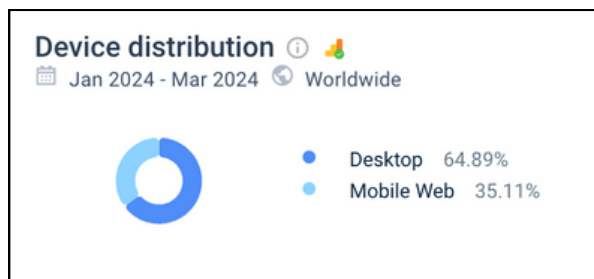 Device distribution
Jan 2024 - Mar 2024 Worldwide
Desktop 64.89%
Mobile Web 35.11%